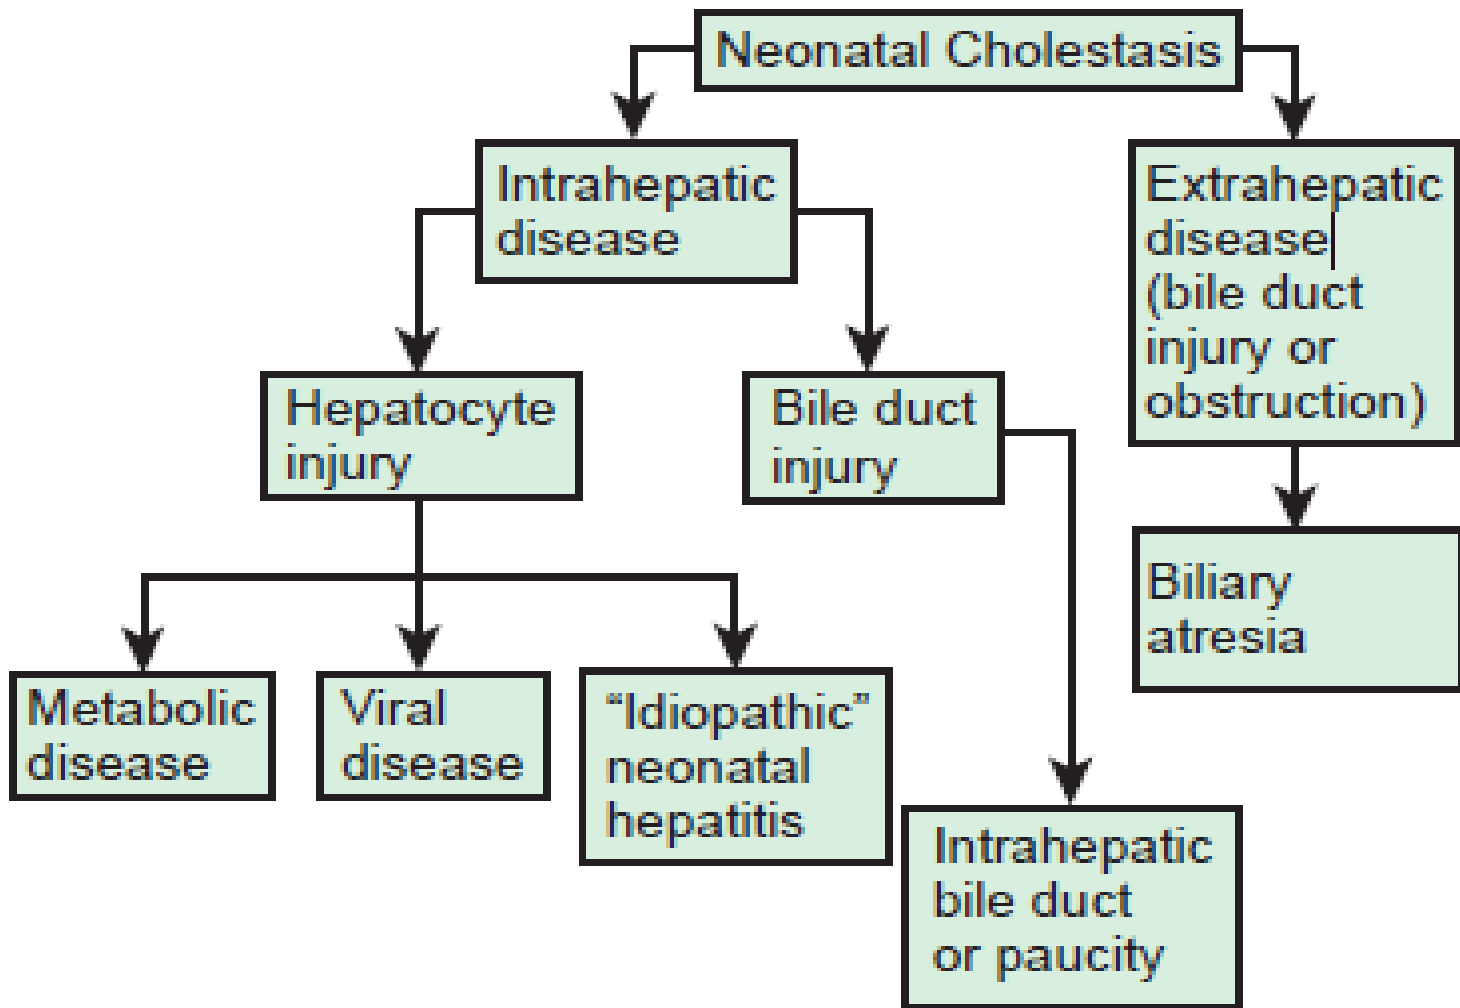 Neonatal Cholestasis
Intrahepatic
disease
Extrahepatic
disease
(bile duct
injury or
obstruction)
Hepatocyte
injury
Bile duct
injury
Biliary
atresia
Metabolic
disease
Viral
disease
“Idiopathic”
neonatal
hepatitis
Intrahepatic
bile duct
or paucity